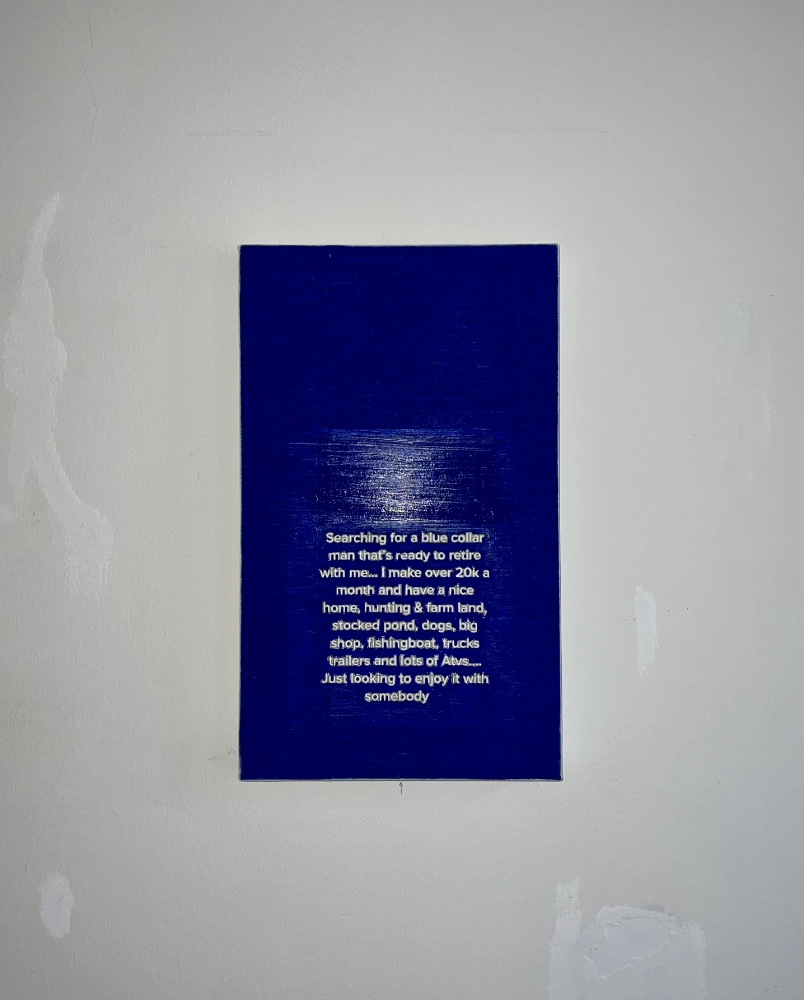 Searching for a blue collar
man that's ready to retire
with me... I make over 20k a
month and have a nice
home, hunting & farm land,
stocked pond, dogs, big
shop, fishingboat, trucks
trailers and lots of Atvs....
Just looking to enjoy it with
somebody